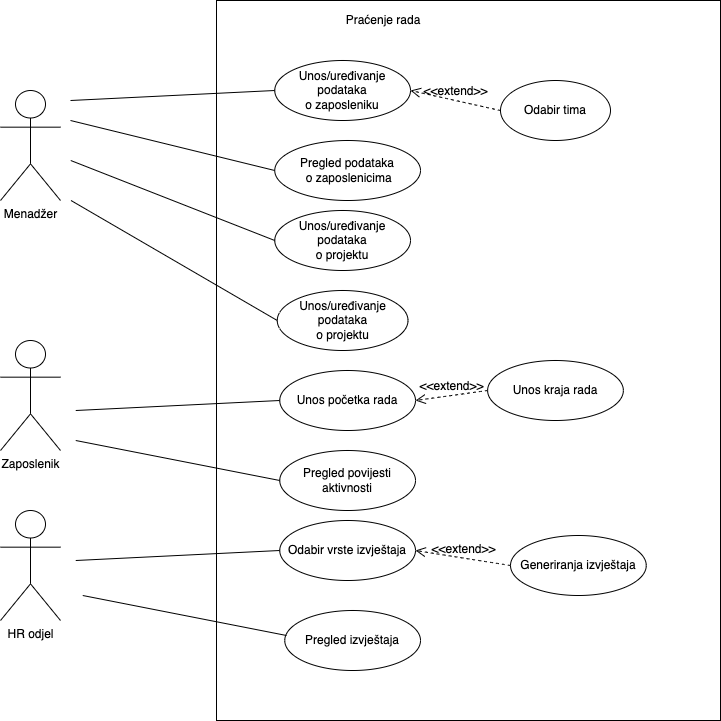 Praćenje rada
Unos/uređivanje
podataka
o zaposleniku
<<extend>>
Odabir tima
Menadžer
Pregled podataka
o zaposlenicima
Unos/uređivanje
podataka
o projektu
Unos/uređivanje
podataka
o projektu
Zaposlenik
Unos početka rada
<<extend>>
Unos kraja rada
Pregled povijesti
aktivnosti
HR odjel
Odabir vrste izvještaja
<<extend>>
Generiranja izvještaja
Pregled izvještaja